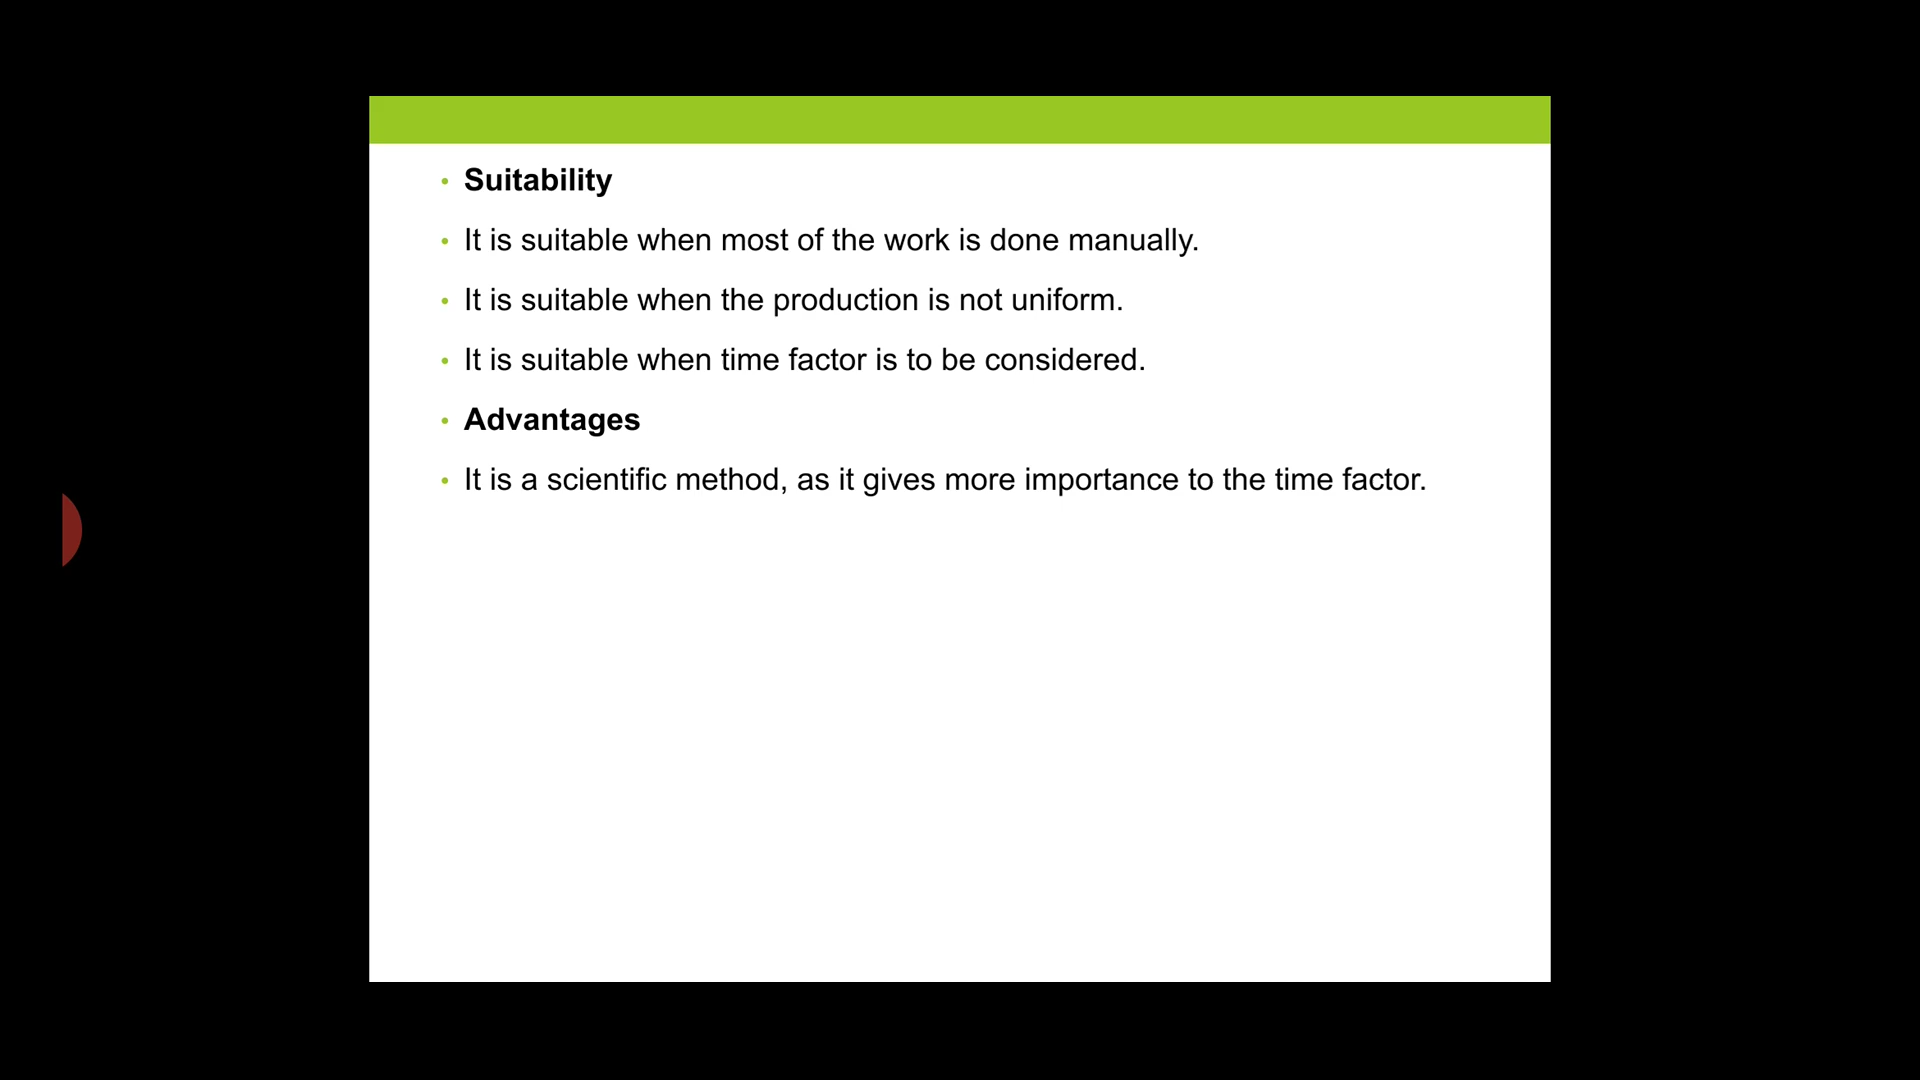 Suitability
It is suitable when most of the work is done manually.
It is suitable when the production is not uniform.
It is suitable when time factor is to be considered.
Advantages
It is a scientific method, as it gives more importance to the time factor.